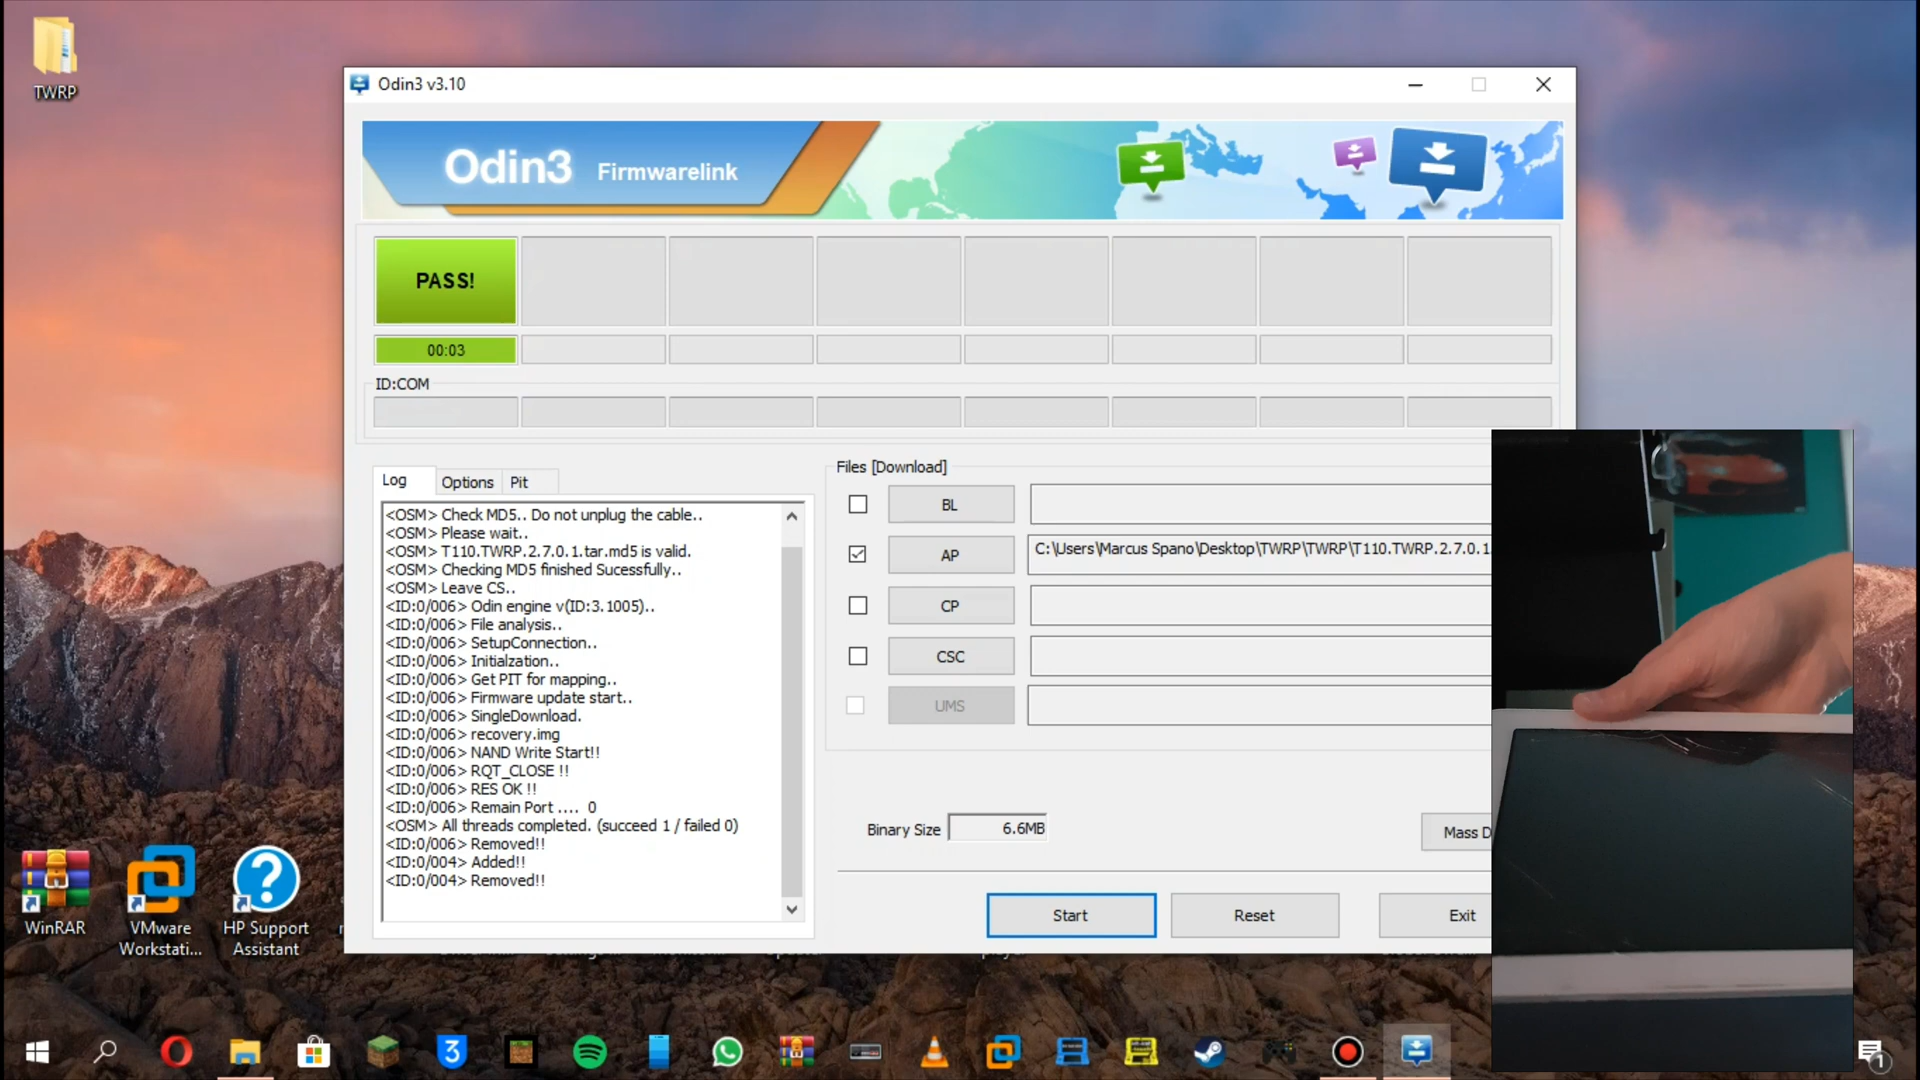 TWRP
Odin3 v3.10
Odin3 Firmwarelink
PASS!
00:03
ID:COM
Log
Options
Pit
<OSM> Check MD5.. Do not unplug the cable..
<OSM> Please wait..
<OSM> T110.TWRP.2.7.0.1.tar.md5 is valid.
<OSM> Checking MD5 finished Sucessfully..
<OSM> Leave CS..
<ID:0/006> Odin engine v(ID:3.1005)..
<ID:0/006> File analysis..
<ID:0/006> SetupConnection..
<ID:0/006> Initialzation..
<ID:0/006> Get PIT for mapping..
<ID:0/006> Firmware update start..
<ID:0/006> SingleDownload.
<ID:0/006> recovery.img
<ID:0/006> NAND Write Start!!
<ID:0/006> RQT_CLOSE !!
<ID:0/006> RES OK !!
<ID:0/006> Remain Port .... 0
<OSM> All threads completed. (succeed 1 / failed 0)
<ID:0/006> Removed!!
<ID:0/004> Added!!
<ID:0/004> Removed!!
Files [Download]
BL
AP C:\Users\Marcus Spano\Desktop\TWRP\TWRP\T110.TWRP.2.7.0.1.
CP
CSC
UMS
Binary Size 6.6MB
Mass D
Start
Reset
Exit
WinRAR
VMware
Workstati...
HP Support
Assistant
3
1